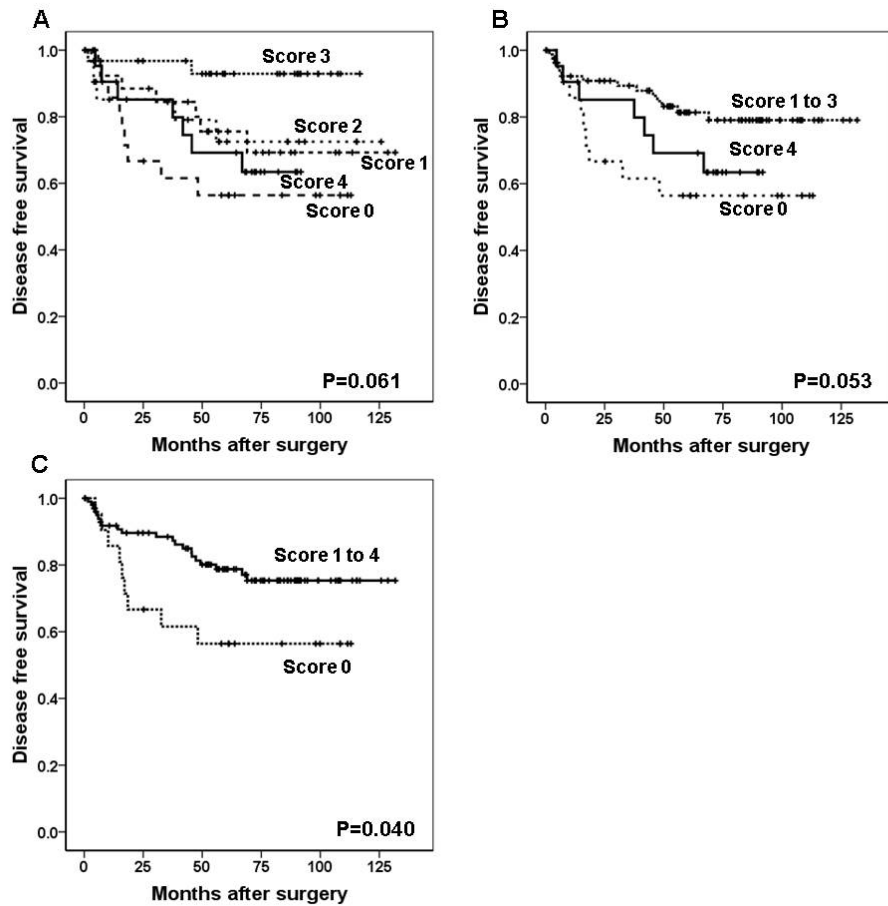 A
1.0
0.8
0.6
0.4
0.2
0.0
Disease free survival
Score 3
Score 2
Score 1
Score 4
Score 0
P=0.061
0 25 50 75 100 125
Months after surgery
B
1.0
0.8
0.6
0.4
0.2
0.0
Disease free survival
Score 1 to 3
Score 4
Score 0
P=0.053
0 25 50 75 100 125
Months after surgery
C
1.0
0.8
0.6
0.4
0.2
0.0
Disease free survival
Score 1 to 4
Score 0
P=0.040
0 25 50 75 100 125
Months after surgery